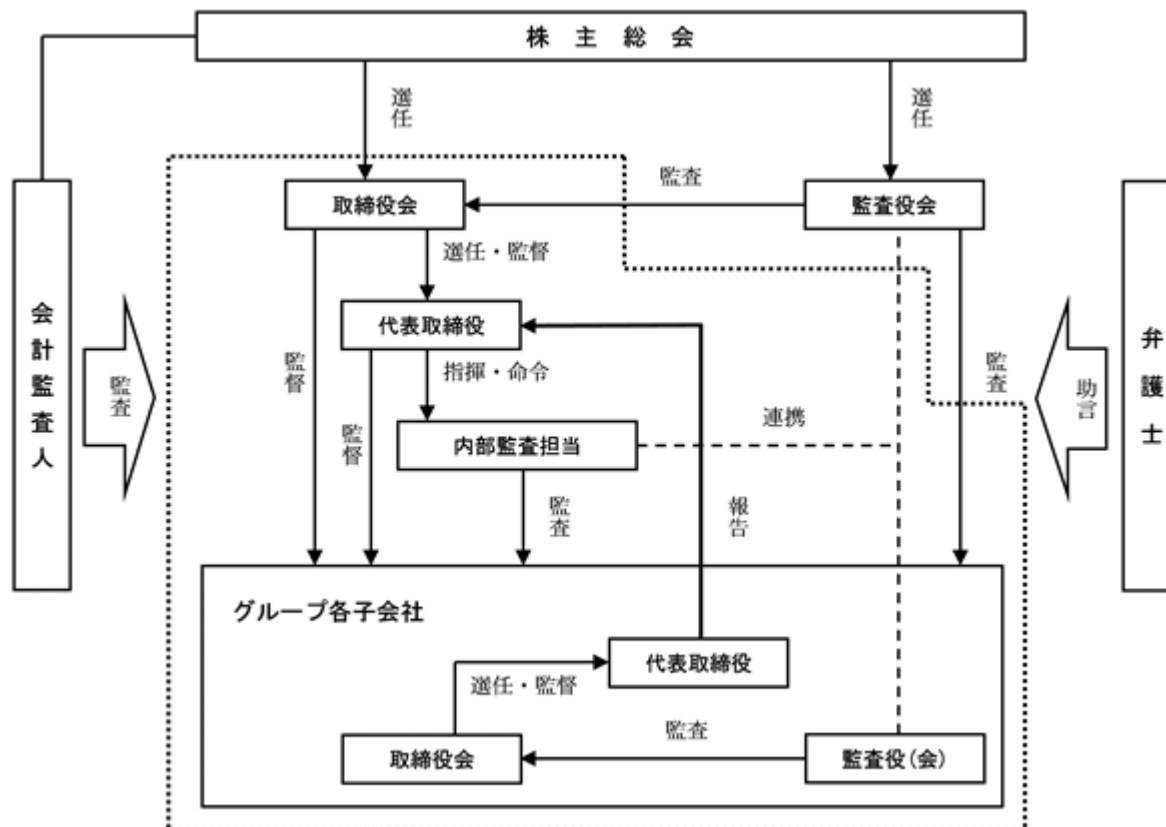 株主総会
選任
選任
監査
取締役会
監査役会
選任・監督
会計監査人
監査
代表取締役
監督
指揮・命令
監督
監査
助言
弁護士
内部監査担当
連携
監査
報告
グループ各子会社
代表取締役
選任・監督
監査
取締役会
監査役(会)